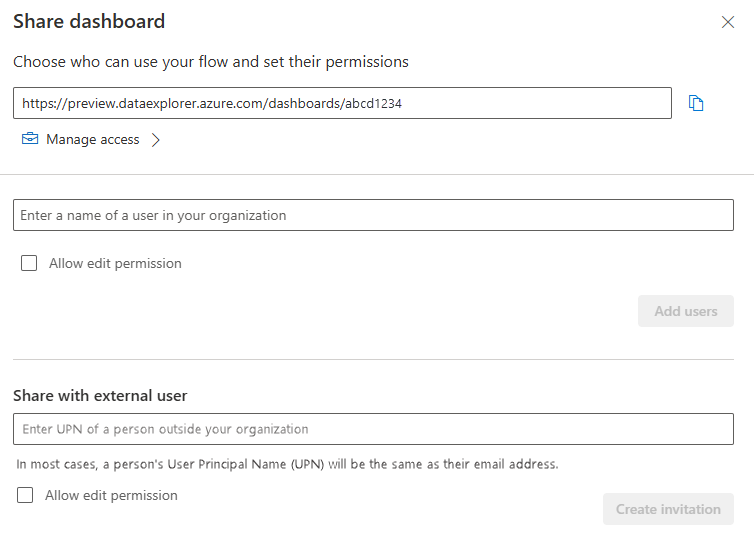 Share dashboard
Choose who can use your flow and set their permissions
https://preview.dataexplorer.azure.com/dashboards/abcd1234
Manage access
Enter a name of a user in your organization
Allow edit permission
Add users
Share with external user
Enter UPN of a person outside your organization
In most cases, a person's User Principal Name (UPN) will be the same as their email address.
Allow edit permission
Create invitation